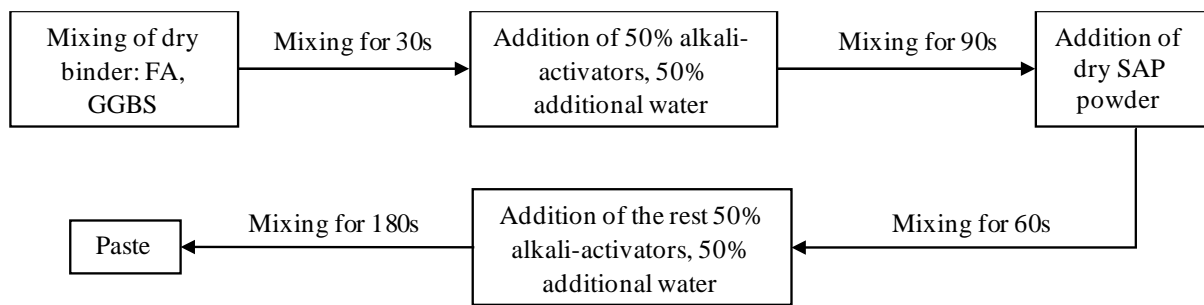 Mixing of dry
binder: FA,
GGBS
Mixing for 30s
Addition of 50% alkali-
activators, 50%
additional water
Mixing for 90s
Addition of
dry SAP
powder
Mixing for 60s
Addition of the rest 50%
alkali-activators, 50%
additional water
Mixing for 180s
Paste